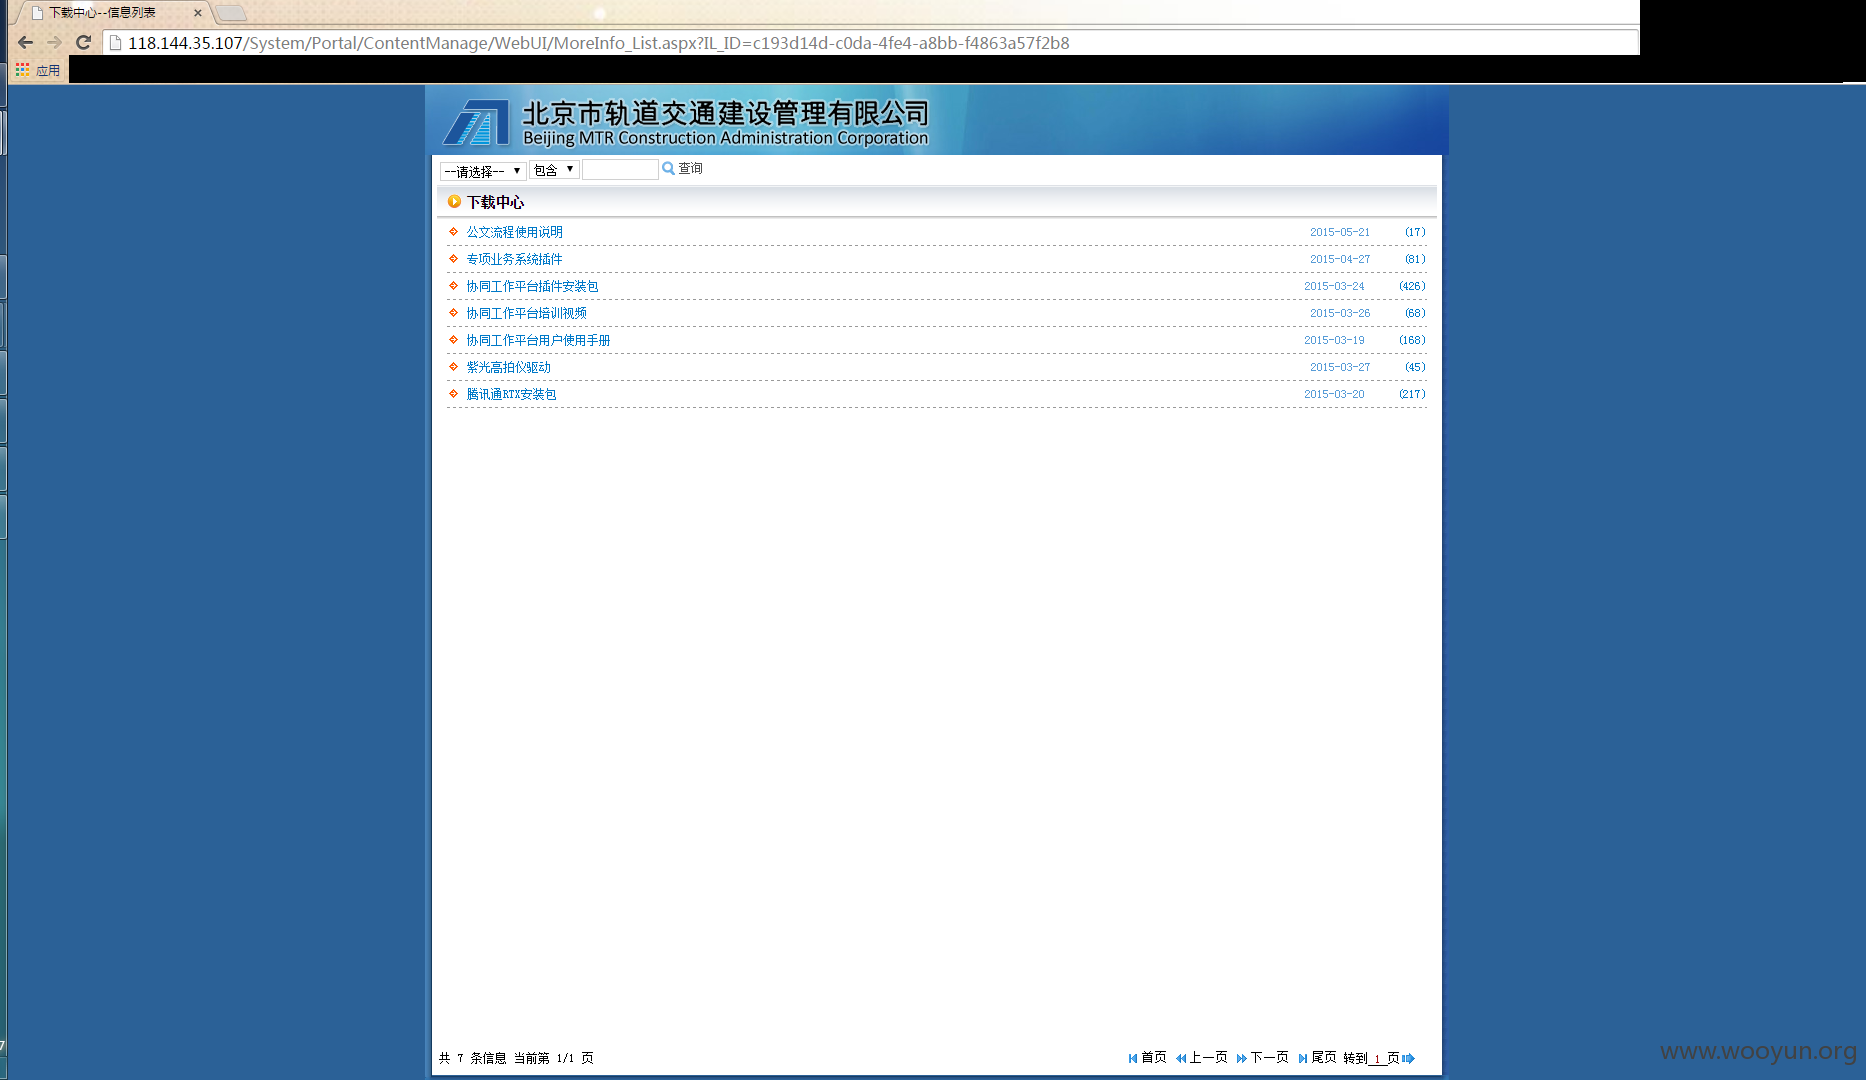 下载中心--信息列表
118.144.35.107/System/Portal/ContentManage/WebUI/MoreInfo_List.aspx?IL_ID=c193d14d-c0da-4fe4-a8bb-f4863a57f2b8
应用
北京市轨道交通建设管理有限公司
Beijing MTR Construction Administration Corporation
--请选择-- 包含 查询
下载中心
公文流程使用说明 2015-05-21 (17)
专项业务系统插件 2015-04-27 (81)
协同工作平台插件安装包 2015-03-24 (426)
协同工作平台培训视频 2015-03-26 (68)
协同工作平台用户使用手册 2015-03-19 (168)
紫光高拍仪驱动 2015-03-27 (45)
腾讯通RTX安装包 2015-03-20 (217)
共 7 条信息 当前第 1/1 页 首页 上一页 下一页 尾页 转到 1 页
7
www.wooyun.org